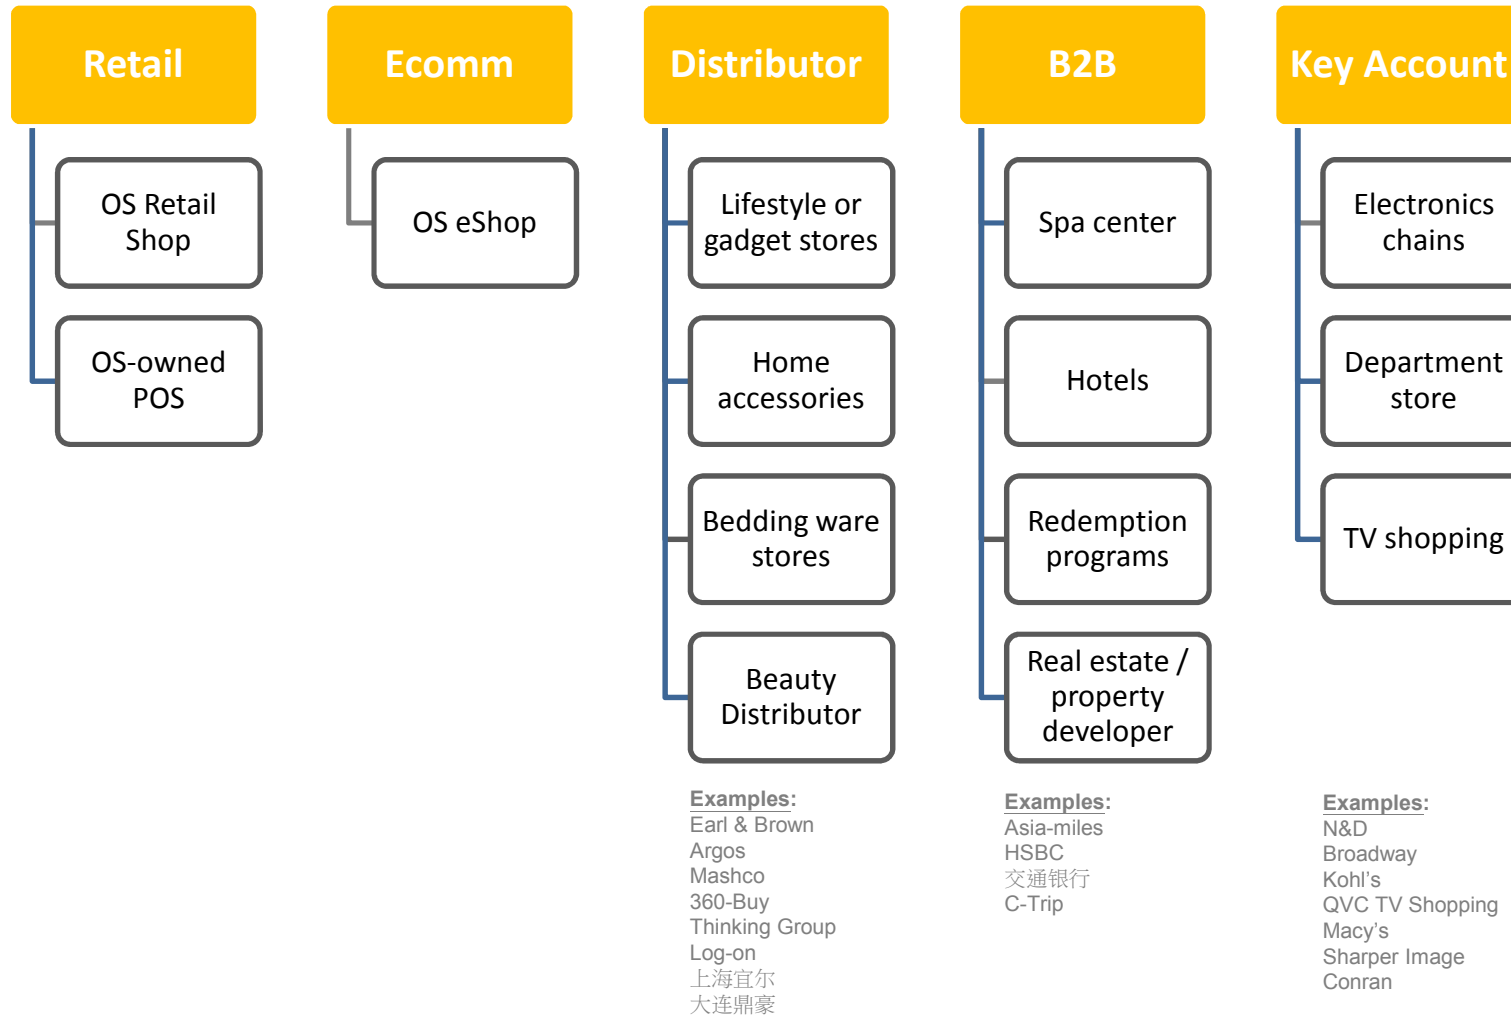 Retail
OS Retail
Shop
OS-owned
POS
Ecomm
OS eShop
Distributor
Lifestyle or
gadget stores
Home
accessories
Bedding ware
stores
Beauty
Distributor
Examples:
Earl & Brown
Argos
Mashco
360-Buy
Thinking Group
Log-on
上海宜尔
大连鼎豪
B2B
Spa center
Hotels
Redemption
programs
Real estate /
property
developer
Examples:
Asia-miles
HSBC
交通银行
C-Trip
Key Account
Electronics
chains
Department
store
TV shopping
Examples:
N&D
Broadway
Kohl's
QVC TV Shopping
Macy’s
Sharper Image
Conran